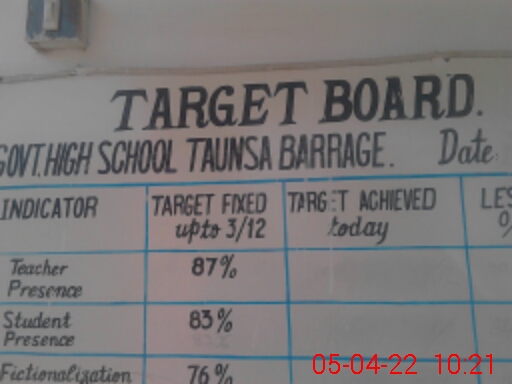 TARGET BOARD.
GOVT.HIGH SCHOOL TAUNSA BARRAGE. Date
INDICATOR TARGET FIXED upto 3/12 TARGET ACHIEVED today LES %
Teacher Presence 87%
Student Presence 83%
Fictionalization 76%
05-04-22 10:21